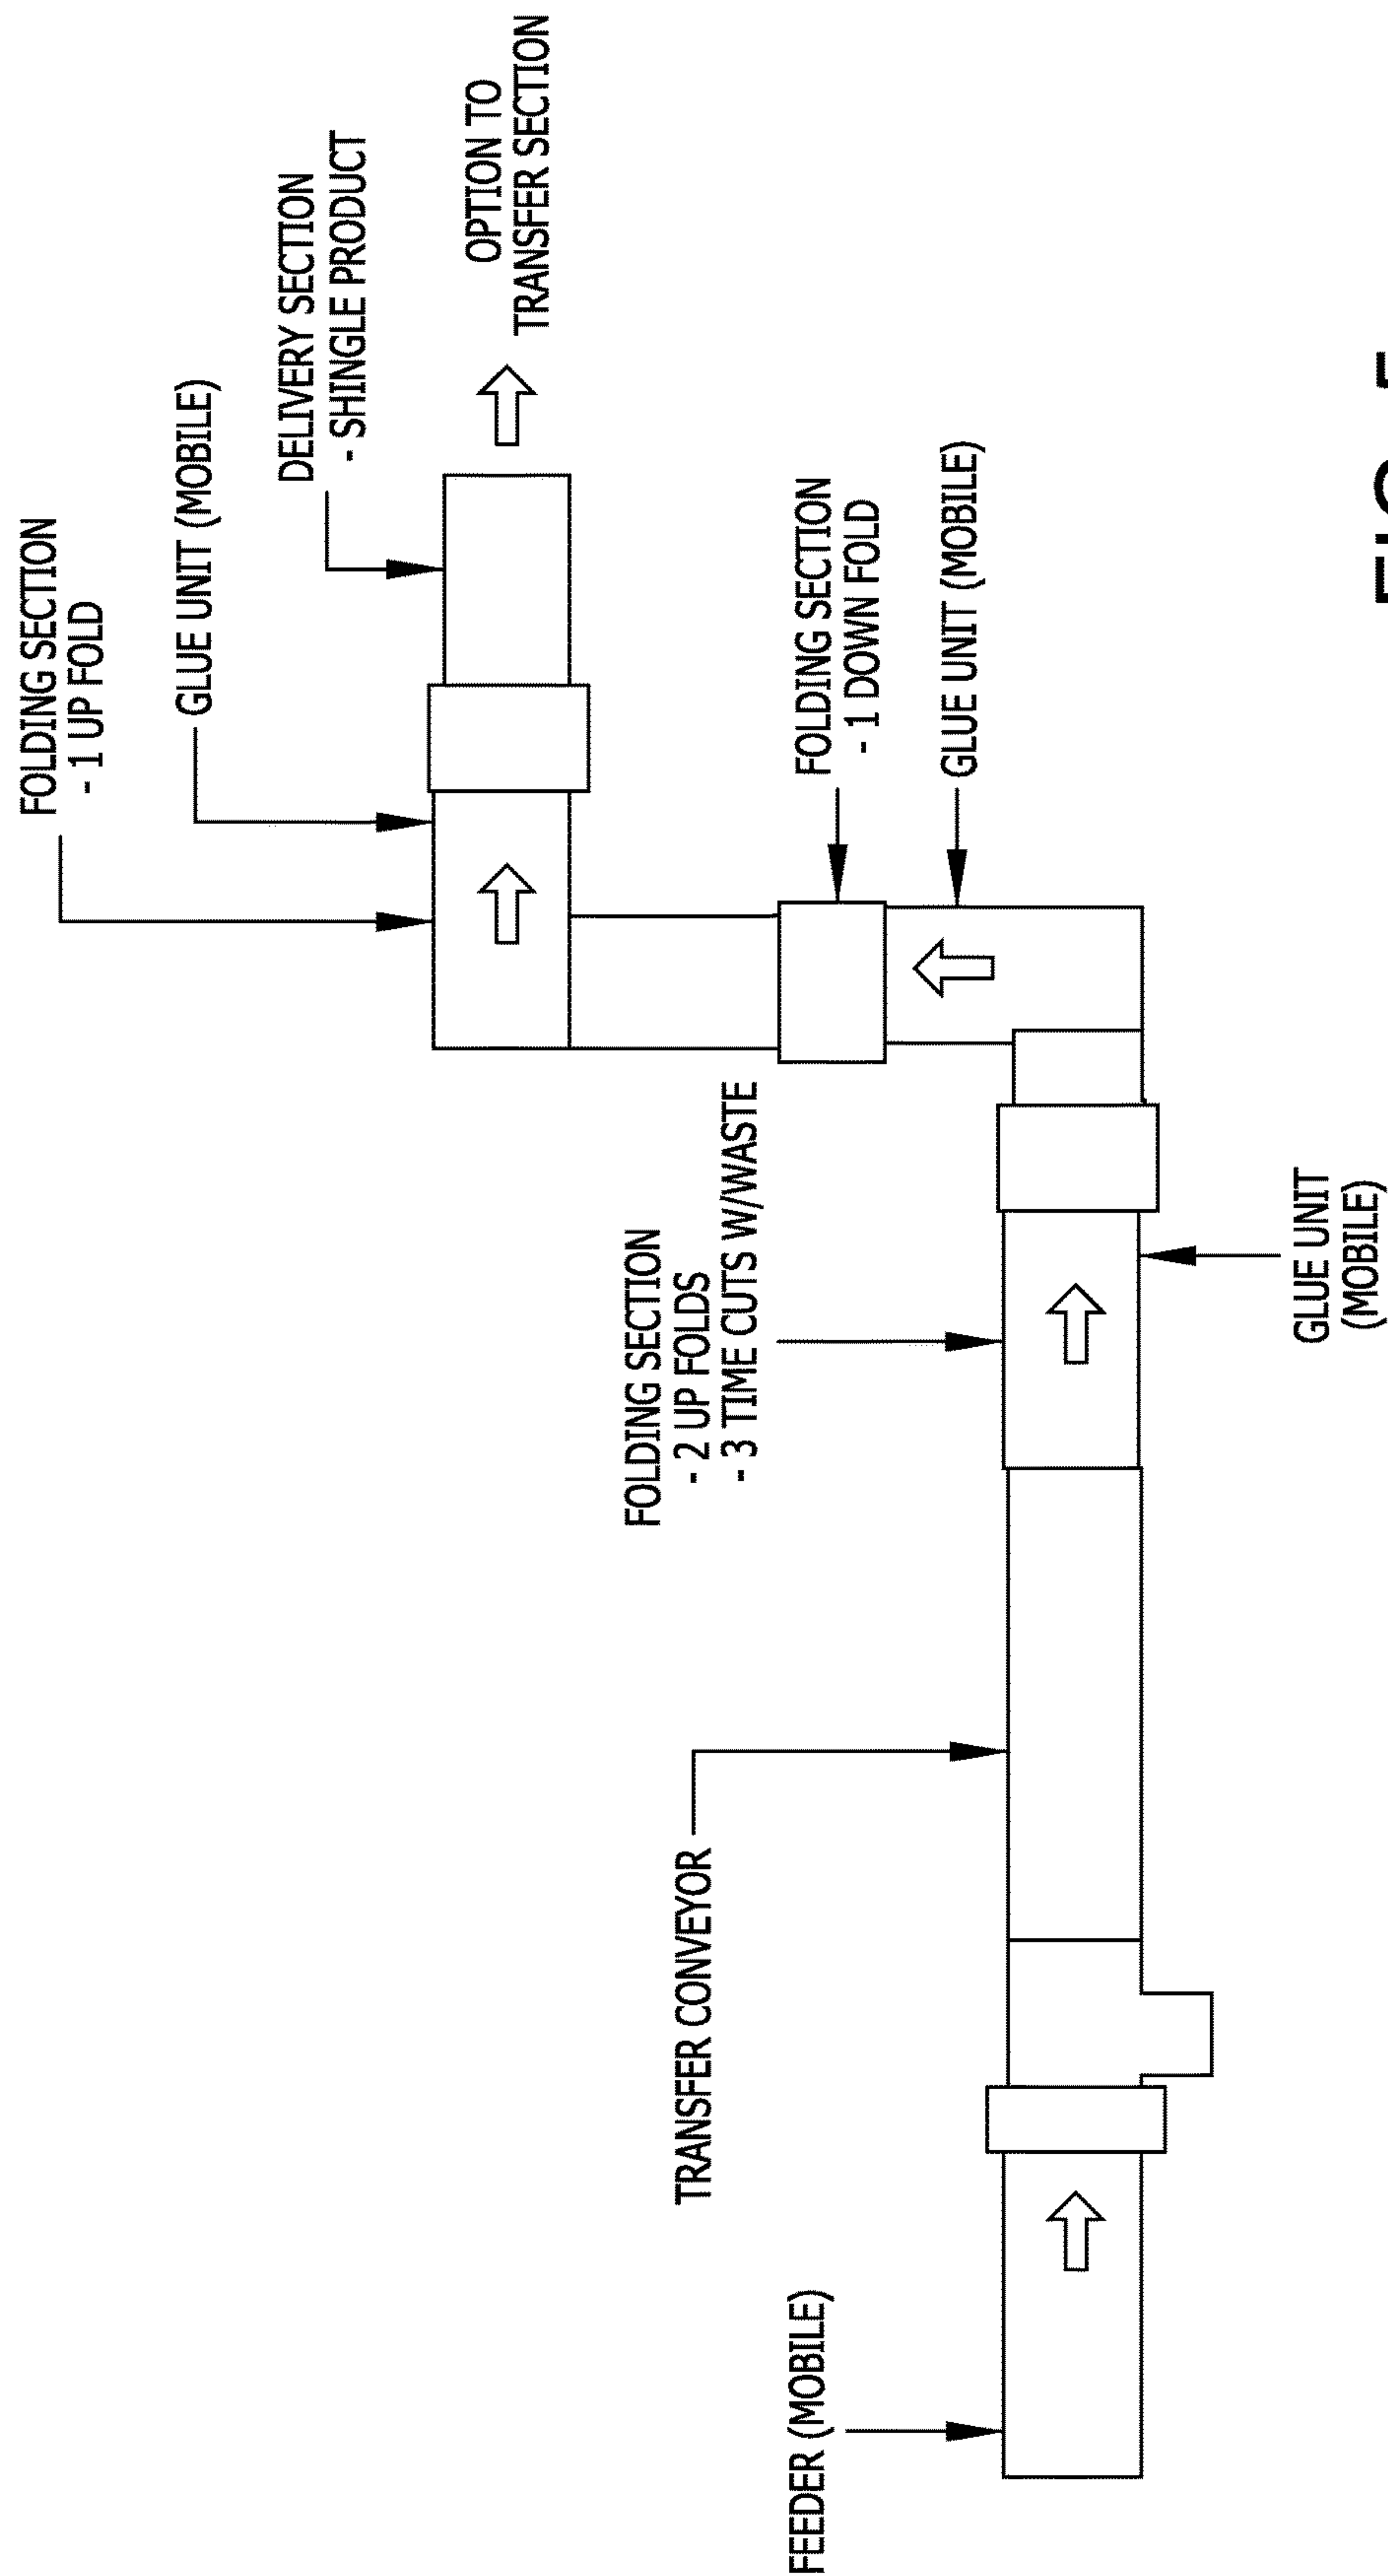 FOLDING SECTION
- 1 UP FOLD
GLUE UNIT (MOBILE)
DELIVERY SECTION
- SHINGLE PRODUCT
OPTION TO
TRANSFER SECTION
FOLDING SECTION
- 1 DOWN FOLD
GLUE UNIT (MOBILE)
FOLDING SECTION
- 2 UP FOLDS
- 3 TIME CUTS W/WASTE
GLUE UNIT
(MOBILE)
TRANSFER CONVEYOR
FEEDER (MOBILE)